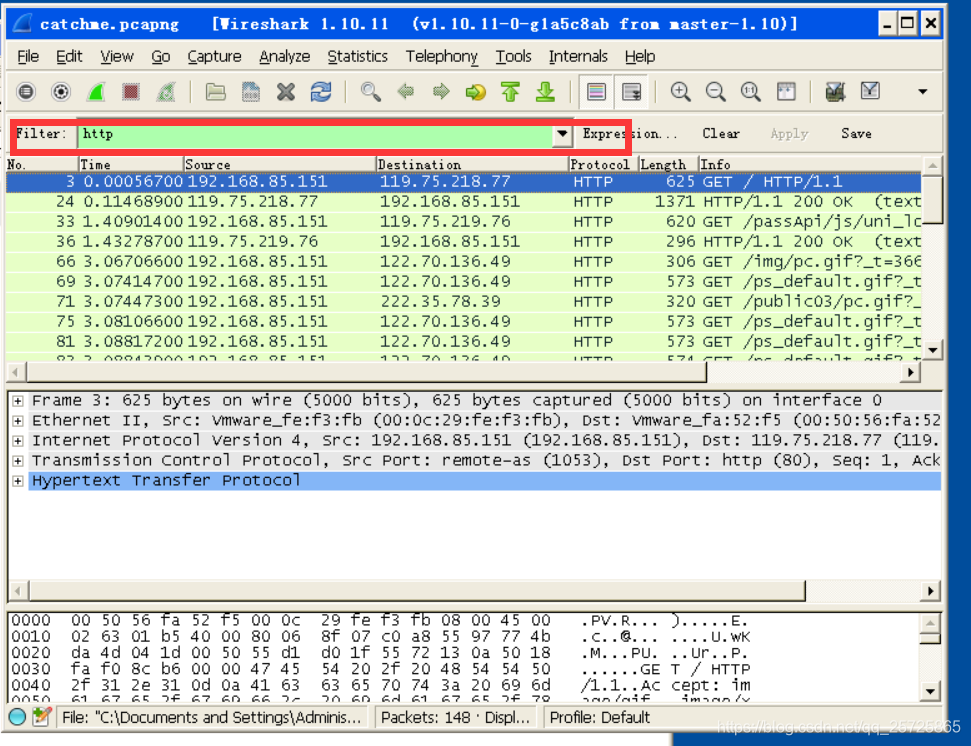 catchme.pcapng [Wireshark 1.10.11 (v1.10.11-0-g1a5c8ab from master-1.10)]
File Edit View Go Capture Analyze Statistics Telephony Tools Internals Help
Filter: http Expression... Clear Apply Save
No. Time Source Destination Protocol Length Info
3 0.00056700 192.168.85.151 119.75.218.77 HTTP 625 GET / HTTP/1.1
24 0.11468900 119.75.218.77 192.168.85.151 HTTP 1371 HTTP/1.1 200 OK (text
33 1.40901400 192.168.85.151 119.75.219.76 HTTP 620 GET /passApi/js/uni_lc
36 1.43278700 119.75.219.76 192.168.85.151 HTTP 296 HTTP/1.1 200 OK (text
66 3.06706600 192.168.85.151 122.70.136.49 HTTP 306 GET /img/pc.gif?_t=366
69 3.07414700 192.168.85.151 122.70.136.49 HTTP 573 GET /ps_default.gif?_t
71 3.07447300 192.168.85.151 222.35.78.39 HTTP 320 GET /public03/pc.gif?_
75 3.08106600 192.168.85.151 122.70.136.49 HTTP 573 GET /ps_default.gif?_t
81 3.08817200 192.168.85.151 122.70.136.49 HTTP 573 GET /ps_default.gif?_t
Frame 3: 625 bytes on wire (5000 bits), 625 bytes captured (5000 bits) on interface 0
Ethernet II, Src: Vmware_fe:f3:fb (00:0c:29:fe:f3:fb), Dst: Vmware_fa:52:f5 (00:50:56:fa:52
Internet Protocol Version 4, Src: 192.168.85.151 (192.168.85.151), Dst: 119.75.218.77 (119.
Transmission Control Protocol, Src Port: remote-as (1053), Dst Port: http (80), Seq: 1, Ack
Hypertext Transfer Protocol
0000 00 50 56 fa 52 f5 00 0c 29 fe f3 fb 08 00 45 00 .PV.R... ).....E.
0010 02 63 01 b5 40 00 80 06 8f 07 c0 a8 55 97 77 4b .c..@... ....U.wK
0020 da 4d 04 1d 00 50 55 d1 d0 1f 55 72 13 0a 50 18 .M...PU. ..Ur..P.
0030 fa f0 8c b6 00 00 47 45 54 20 2f 20 48 54 54 50 ......GE T / HTTP
0040 2f 31 2e 31 0d 0a 41 63 63 65 70 74 3a 20 69 6d /1.1..Ac cept: im
File: "C:\Documents and Settings\Adminis... Packets: 148 · Displ... Profile: Default
https://blog.csdn.net/qq_25725865